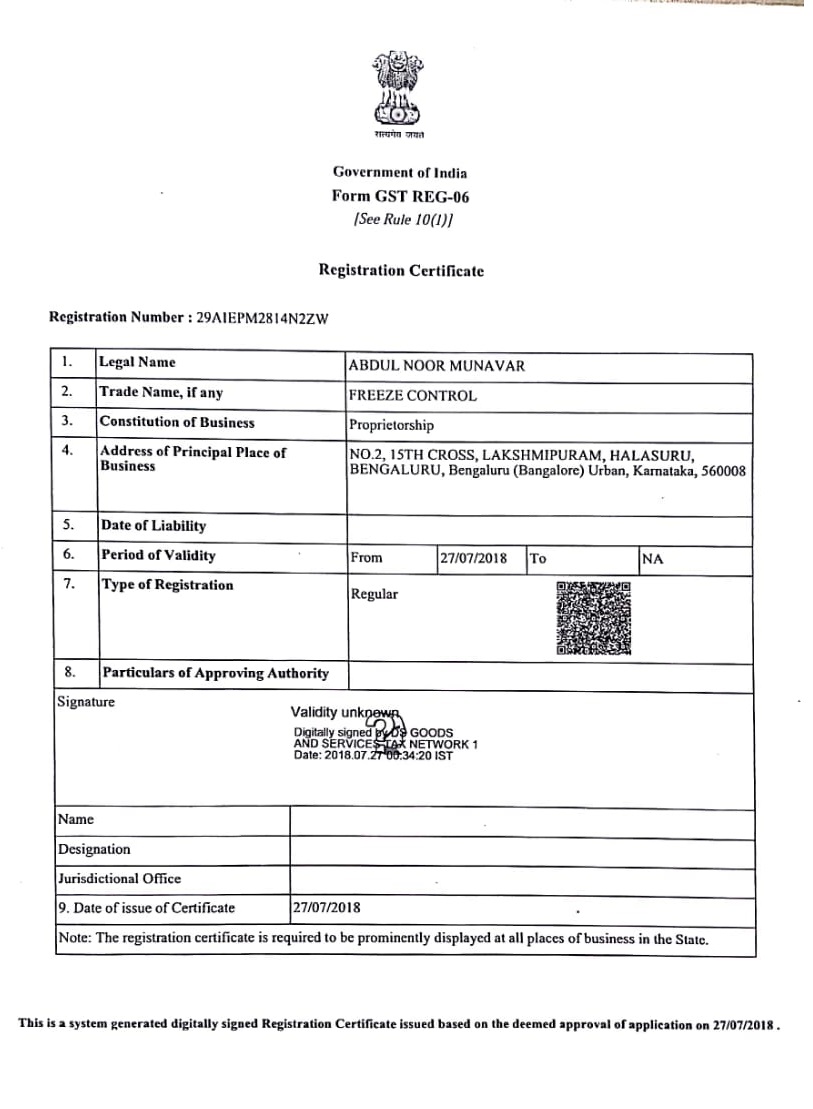 सत्यमेव जयते
Government of India
Form GST REG-06
[See Rule 10(1)]
Registration Certificate
Registration Number : 29AIEPM2814N2ZW
1. Legal Name ABDUL NOOR MUNAVAR
2. Trade Name, if any FREEZE CONTROL
3. Constitution of Business Proprietorship
4. Address of Principal Place of Business NO.2, 15TH CROSS, LAKSHMIPURAM, HALASURU,
BENGALURU, Bengaluru (Bangalore) Urban, Karnataka, 560008
5. Date of Liability
6. Period of Validity From 27/07/2018 To NA
7. Type of Registration Regular
8. Particulars of Approving Authority
Signature
Validity unknown
Digitally signed by DS GOODS
AND SERVICES TAX NETWORK 1
Date: 2018.07.27 00:34:20 IST
Name
Designation
Jurisdictional Office
9. Date of issue of Certificate 27/07/2018
Note: The registration certificate is required to be prominently displayed at all places of business in the State.
This is a system generated digitally signed Registration Certificate issued based on the deemed approval of application on 27/07/2018 .